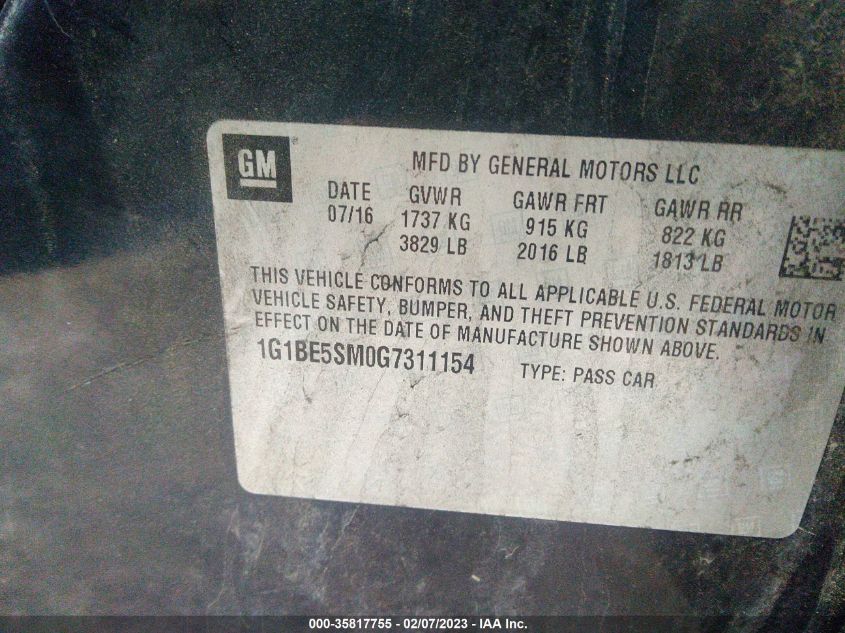 GM
MFD BY GENERAL MOTORS LLC
DATE GVWR GAWR FRT GAWR RR
07/16 1737 KG 915 KG 822 KG
3829 LB 2016 LB 1813 LB
THIS VEHICLE CONFORMS TO ALL APPLICABLE U.S. FEDERAL MOTOR
VEHICLE SAFETY, BUMPER, AND THEFT PREVENTION STANDARDS IN
EFFECT ON THE DATE OF MANUFACTURE SHOWN ABOVE.
1G1BE5SM0G7311154 TYPE: PASS CAR
000-35817755 - 02/07/2023 - IAA Inc.